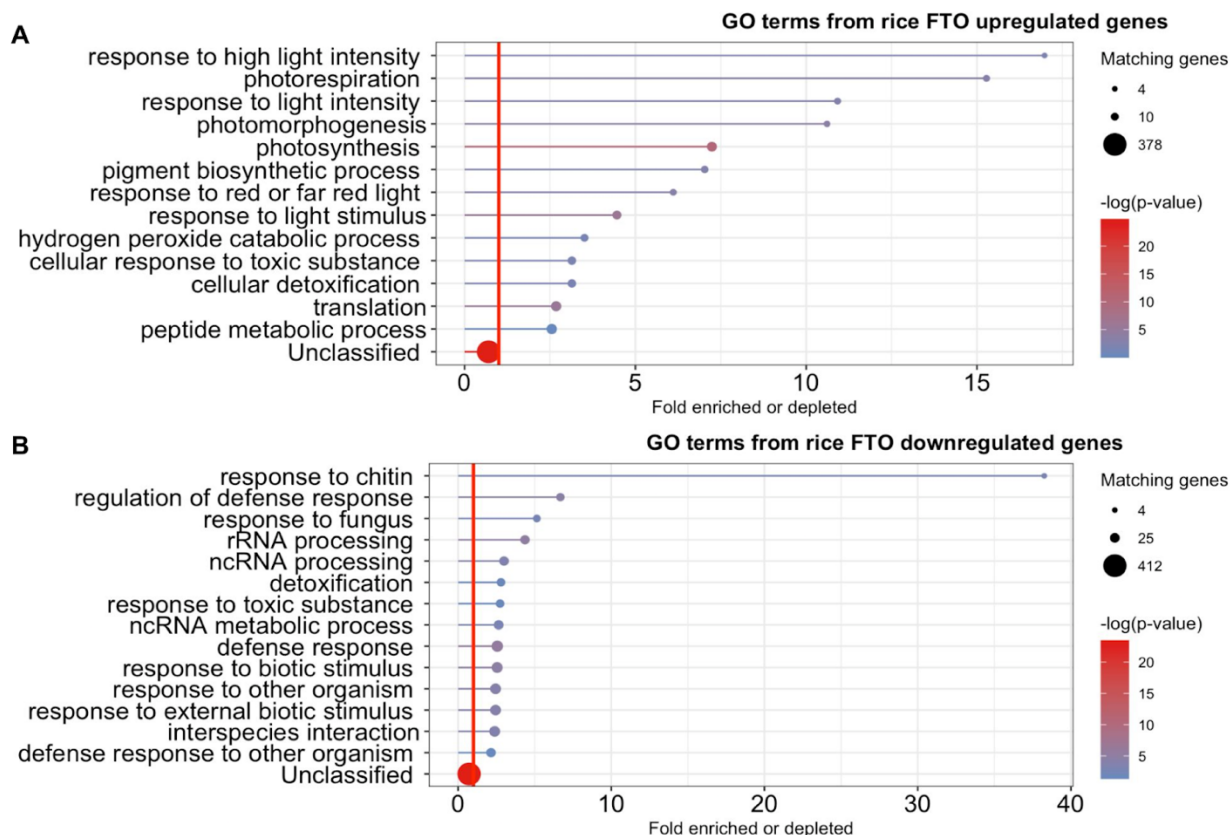 A
GO terms from rice FTO upregulated genes
response to high light intensity
photorespiration
response to light intensity
photomorphogenesis
photosynthesis
pigment biosynthetic process
response to red or far red light
response to light stimulus
hydrogen peroxide catabolic process
cellular response to toxic substance
cellular detoxification
translation
peptide metabolic process
Unclassified
0 5 10 15
Fold enriched or depleted
Matching genes
4
10
378
-log(p-value)
20
15
10
5
B
GO terms from rice FTO downregulated genes
response to chitin
regulation of defense response
response to fungus
rRNA processing
ncRNA processing
detoxification
response to toxic substance
ncRNA metabolic process
defense response
response to biotic stimulus
response to other organism
response to external biotic stimulus
interspecies interaction
defense response to other organism
Unclassified
0 10 20 30 40
Fold enriched or depleted
Matching genes
4
25
412
-log(p-value)
20
15
10
5